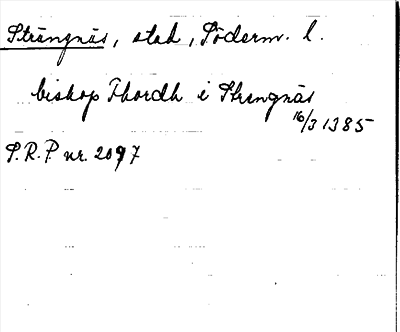 Strängnäs, stad, Söderm. l.
biskop Thordh i Strengnäs
16/3 1385
S.R.P. nr. 2097